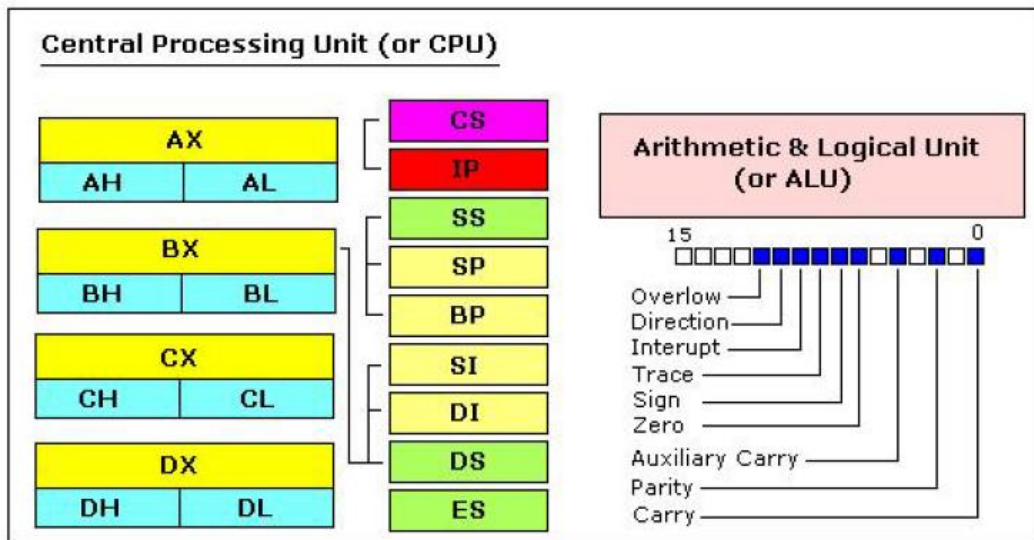 Central Processing Unit (or CPU)
AX
AH AL
BX
BH BL
CX
CH CL
DX
DH DL
CS
IP
SS
SP
BP
SI
DI
DS
ES
Arithmetic & Logical Unit
(or ALU)
15 0
Overlow
Direction
Interupt
Trace
Sign
Zero
Auxiliary Carry
Parity
Carry